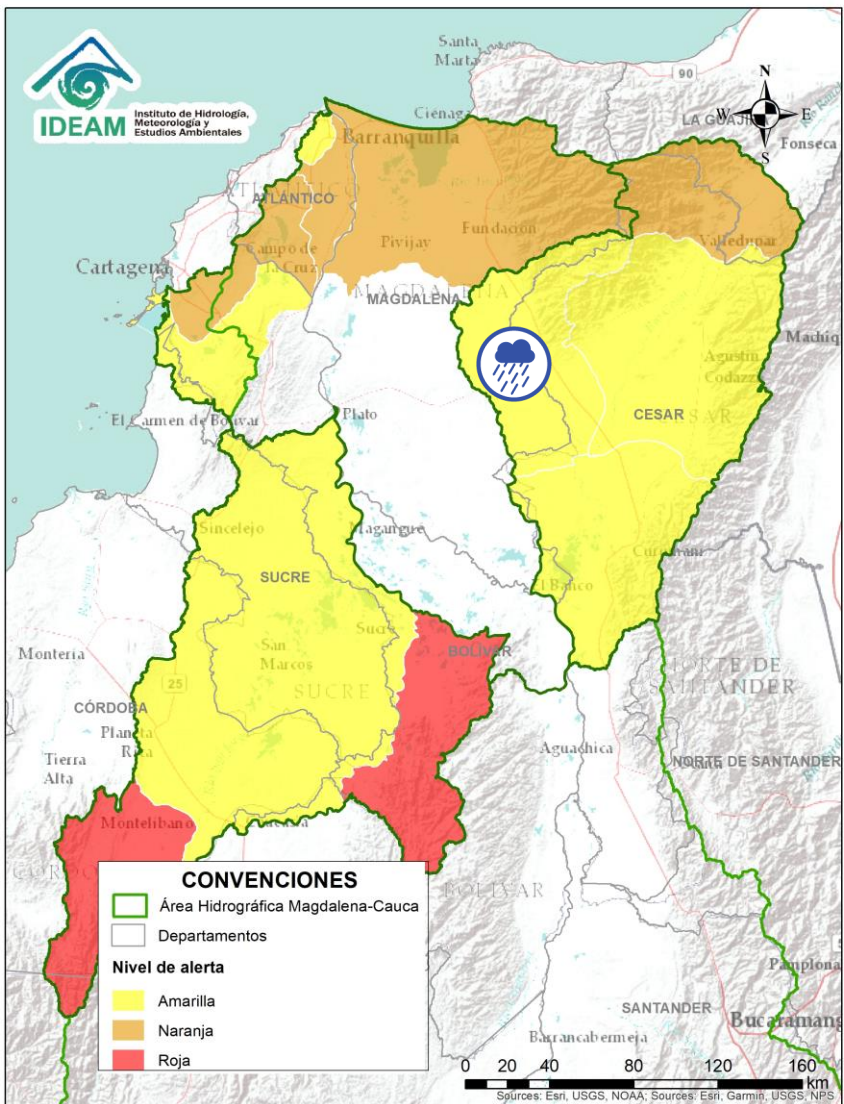 IDEAM
Instituto de Hidrología,
Meteorología y
Estudios Ambientales
Santa
Marta
90
N
W
E
S
LA GUAJIRA
Fonseca
Ciénaga
Barranquilla
ATLÁNTICO
Fundación
Pivijay
Valledupar
Campo de
la Cruz
Cartagena
MAGDALENA
Machiq
Agustín
Codazzi
CESAR
El Carmen de Bolívar
Plato
Sincelejo
Magangue
Curumaní
El Banco
SUCRE
Sucre
San
Marcos
BOLÍVAR
Montería
SUCRE
25
NORTE DE
SANTANDER
CÓRDOBA
Planeta
Rica
Tierra
Alta
Aguachica
NORTE DE SANTANDER
Montelíbano
BOLÍVAR
CONVENCIONES
Área Hidrográfica Magdalena-Cauca
Departamentos
Nivel de alerta
Amarilla
Naranja
Roja
Pamplona
SANTANDER
Bucaramang
Barrancabermeja
0 20 40 80 120 160
km
Sources: Esri, USGS, NOAA; Sources: Esri, Garmin, USGS, NPS